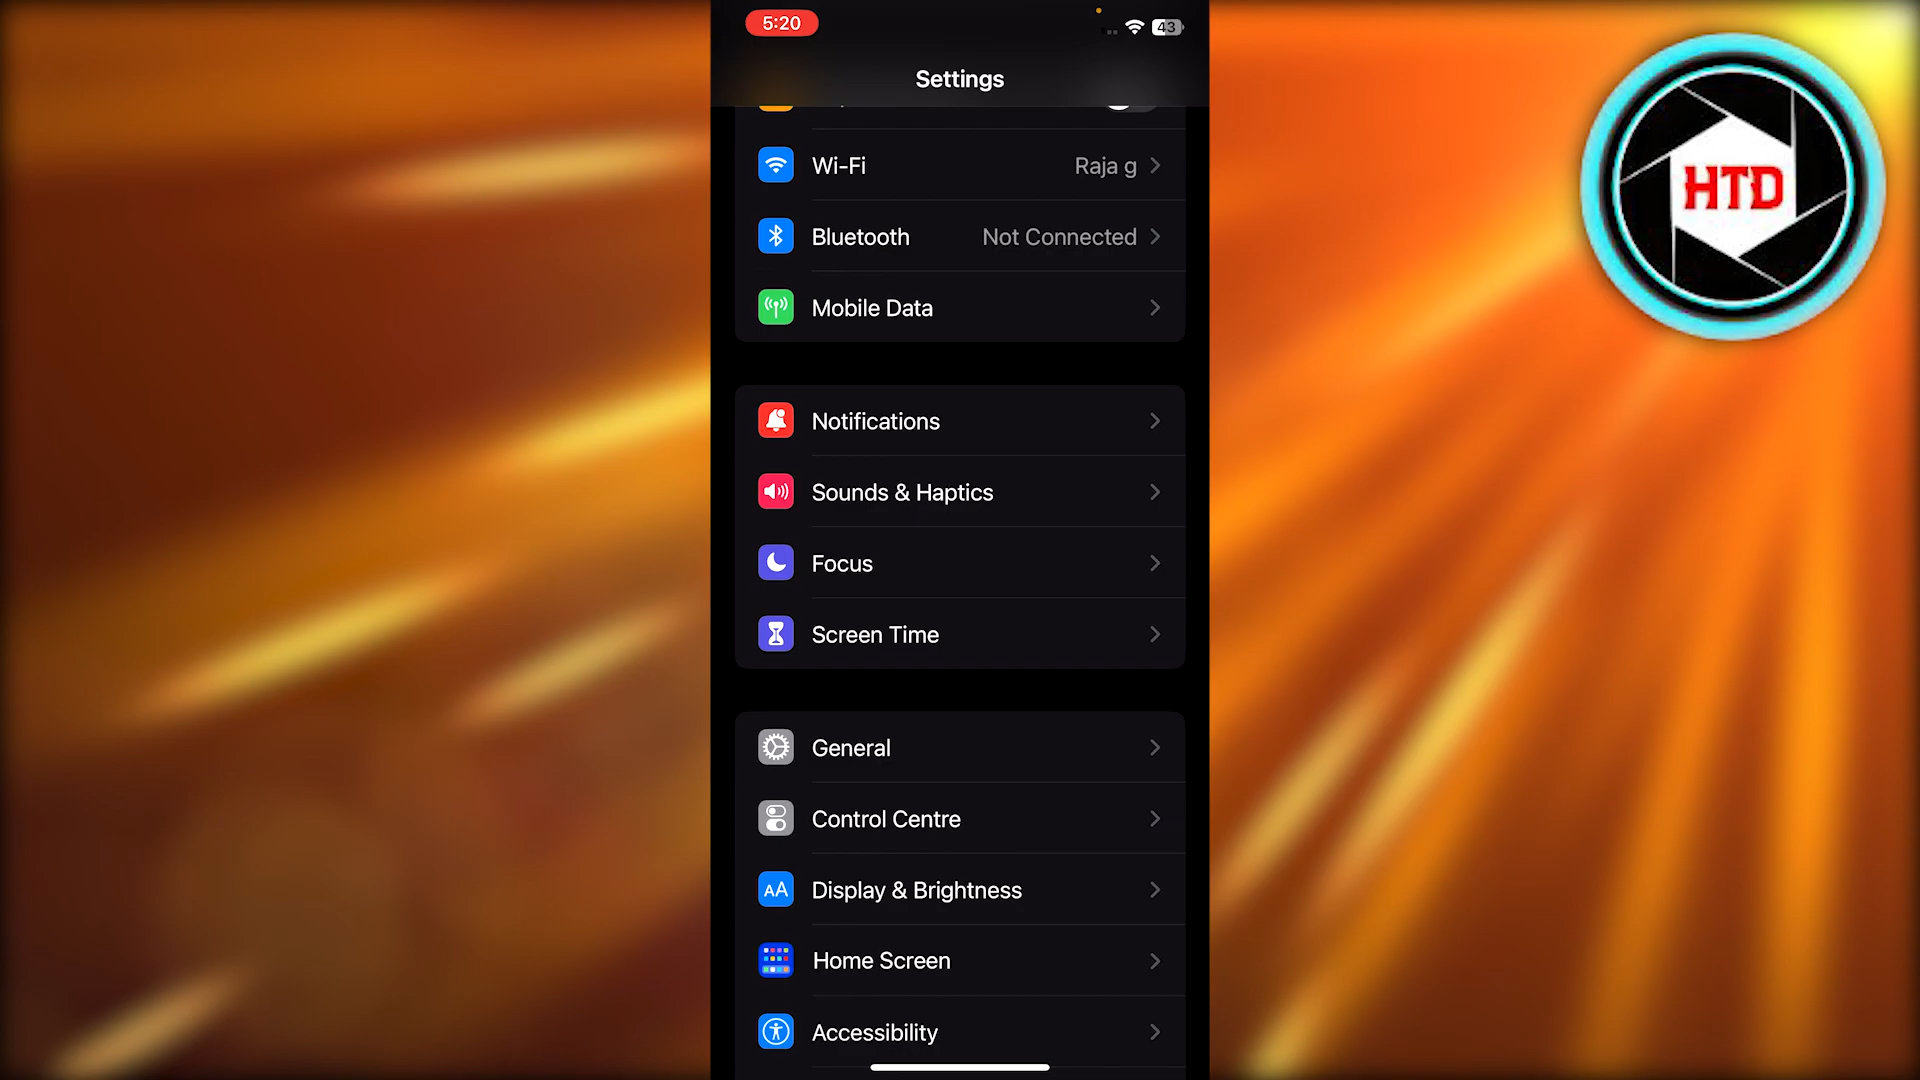 5:20
43
Settings
Wi-Fi
Raja g
Bluetooth
Not Connected
Mobile Data
Notifications
Sounds & Haptics
Focus
Screen Time
General
Control Centre
AA
Display & Brightness
Home Screen
Accessibility
HTD